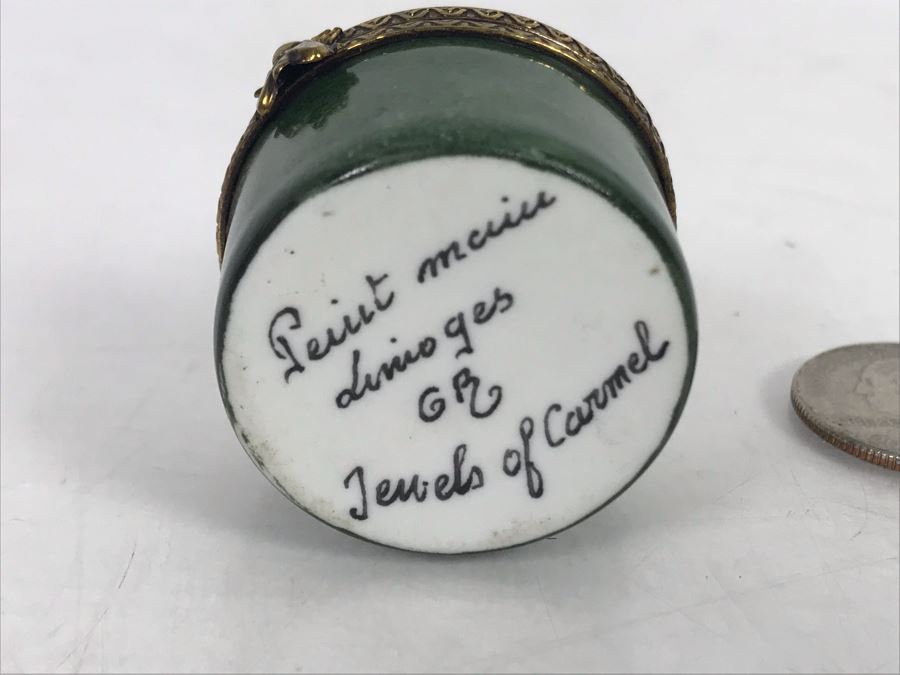 Peint main
Limoges
GR
Jewels of Carmel